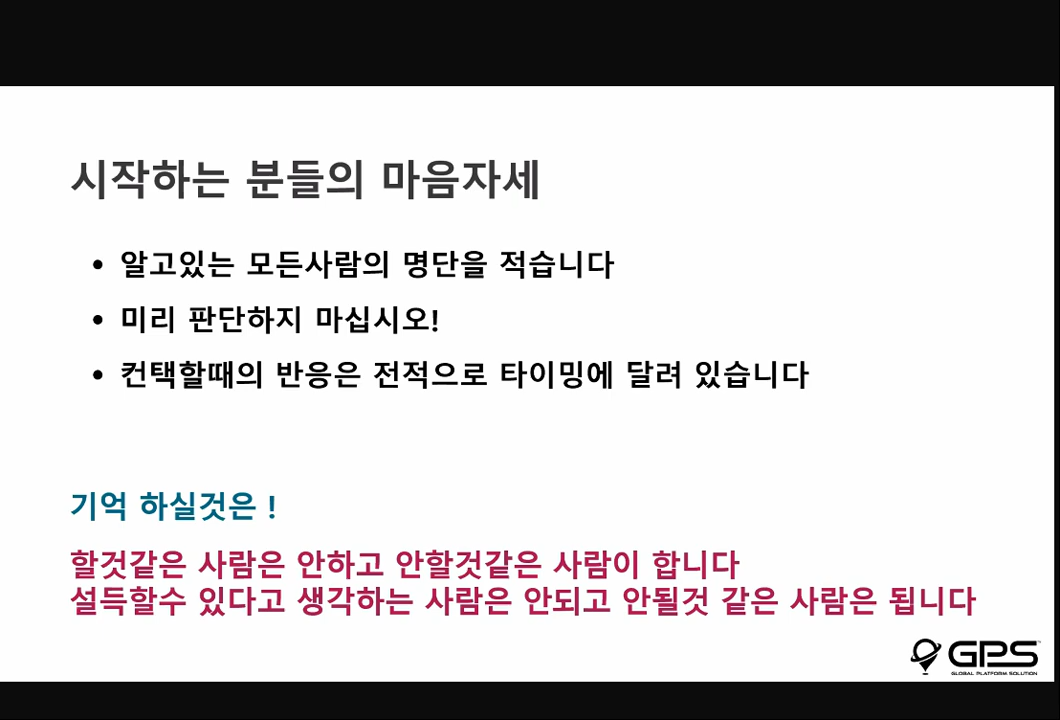 시작하는 분들의 마음자세
• 알고있는 모든사람의 명단을 적습니다
• 미리 판단하지 마십시오!
• 컨택할때의 반응은 전적으로 타이밍에 달려 있습니다
기억 하실것은 !
할것같은 사람은 안하고 안할것같은 사람이 합니다
설득할수 있다고 생각하는 사람은 안되고 안될것 같은 사람은 됩니다
GPS
GLOBAL PLATFORM SOLUTION